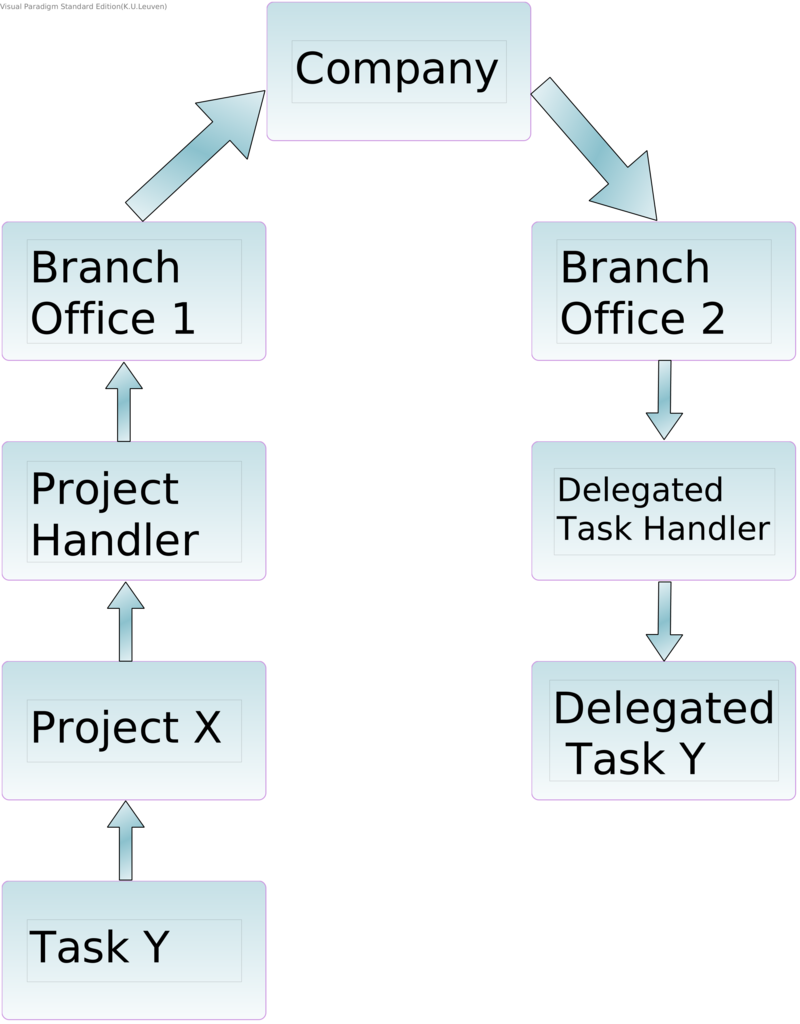 Visual Paradigm Standard Edition(K.U.Leuven)
Company
Branch
Office 1
Branch
Office 2
Project
Handler
Delegated
Task Handler
Project X
Delegated
Task Y
Task Y